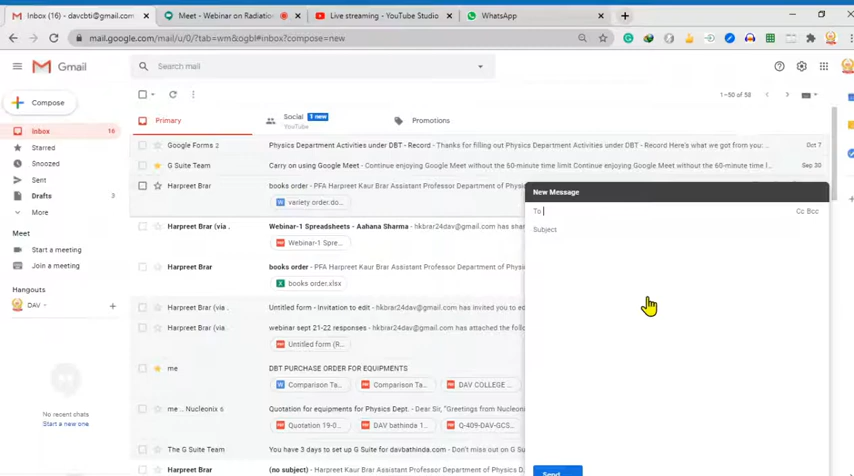 Inbox (16) - davcbti@gmail.com
Meet - Webinar on Radiation
Live streaming - YouTube Studio
WhatsApp
mail.google.com/mail/u/0/?tab=wm&ogbl#inbox?compose=new
Gmail
Search mail
Compose
1–50 of 58
Inbox 16
Starred
Snoozed
Sent
Drafts 3
More
Meet
Start a meeting
Join a meeting
Hangouts
DAV
No recent chats
Start a new one
Primary
Social 1 new
YouTube
Promotions
Google Forms 2 Physics Department Activities under DBT - Record - Thanks for filling out Physics Department Activities under DBT - Record Here's what we got from you: ... Oct 7
G Suite Team Carry on using Google Meet - Continue enjoying Google Meet without the 60-minute time limit Continue enjoying Google Meet without the 60-minute time limit... Sep 30
Harpreet Brar books order - PFA Harpreet Kaur Brar Assistant Professor Department of Physics
variety order.do...
Harpreet Brar (via . Webinar-1 Spreadsheets - Aahana Sharma - hkbrar24dav@gmail.com has shar
Webinar-1 Spre...
Harpreet Brar books order - PFA Harpreet Kaur Brar Assistant Professor Department of Physi
books order.xlsx
Harpreet Brar (via . Untitled form - Invitation to edit - hkbrar24dav@gmail.com has invited you to edit
Harpreet Brar (via . webinar sept 21-22 responses - hkbrar24dav@gmail.com has attached the fol
Untitled form (R...
me DBT PURCHASE ORDER FOR EQUIPMENTS
Comparison Ta...
Comparison Ta...
DAV COLLEGE ...
me .. Nucleonix 6 Quotation for equipments for Physics Dept. - Dear Sir, "Greetings from Nucleoni
Quotation 19-0...
DAV bathinda 1...
Q-409-DAV-GCS...
The G Suite Team You have 3 days to set up G Suite for davbathinda.com - Don't miss out on G
Harpreet Brar (no subject) - Harpreet Kaur Brar Assistant Professor Department of Physics
New Message
To
Cc Bcc
Subject
Send